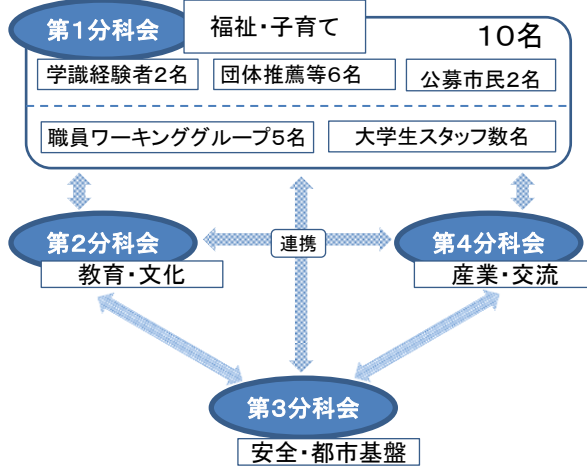 第1分科会
福祉・子育て
10名
学識経験者2名
団体推薦等6名
公募市民2名
職員ワーキンググループ5名
大学生スタッフ数名
第2分科会
教育・文化
連携
第4分科会
産業・交流
第3分科会
安全・都市基盤